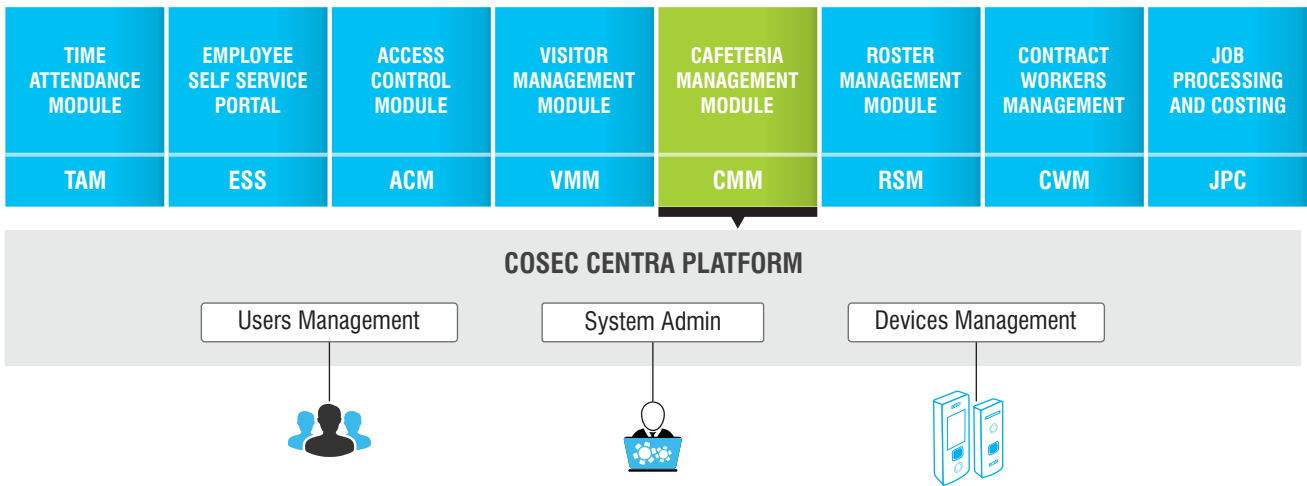 TIME
ATTENDANCE
MODULE
EMPLOYEE
SELF SERVICE
PORTAL
ACCESS
CONTROL
MODULE
VISITOR
MANAGEMENT
MODULE
CAFETERIA
MANAGEMENT
MODULE
ROSTER
MANAGEMENT
MODULE
CONTRACT
WORKERS
MANAGEMENT
JOB
PROCESSING
AND COSTING
TAM
ESS
ACM
VMM
CMM
RSM
CWM
JPC
COSEC CENTRA PLATFORM
Users Management
System Admin
Devices Management